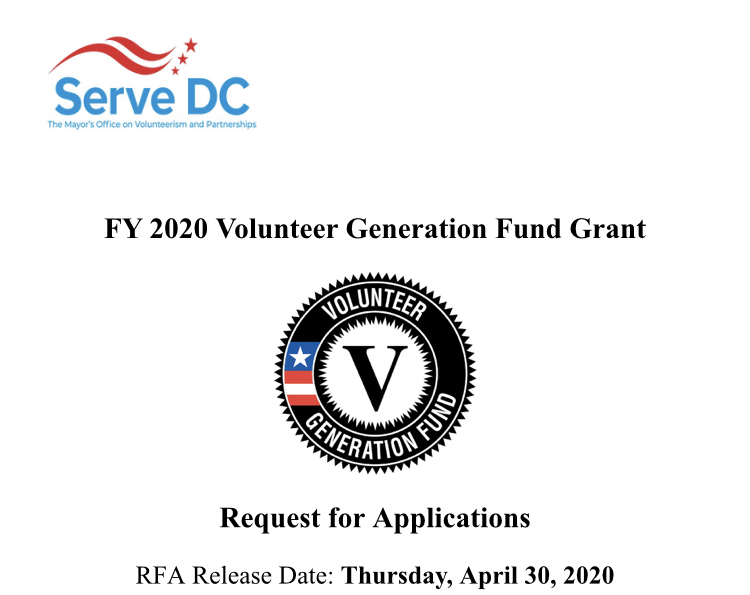 Serve DC
The Mayor's Office on Volunteerism and Partnerships
FY 2020 Volunteer Generation Fund Grant
VOLUNTEER
V
GENERATION FUND
Request for Applications
RFA Release Date: Thursday, April 30, 2020